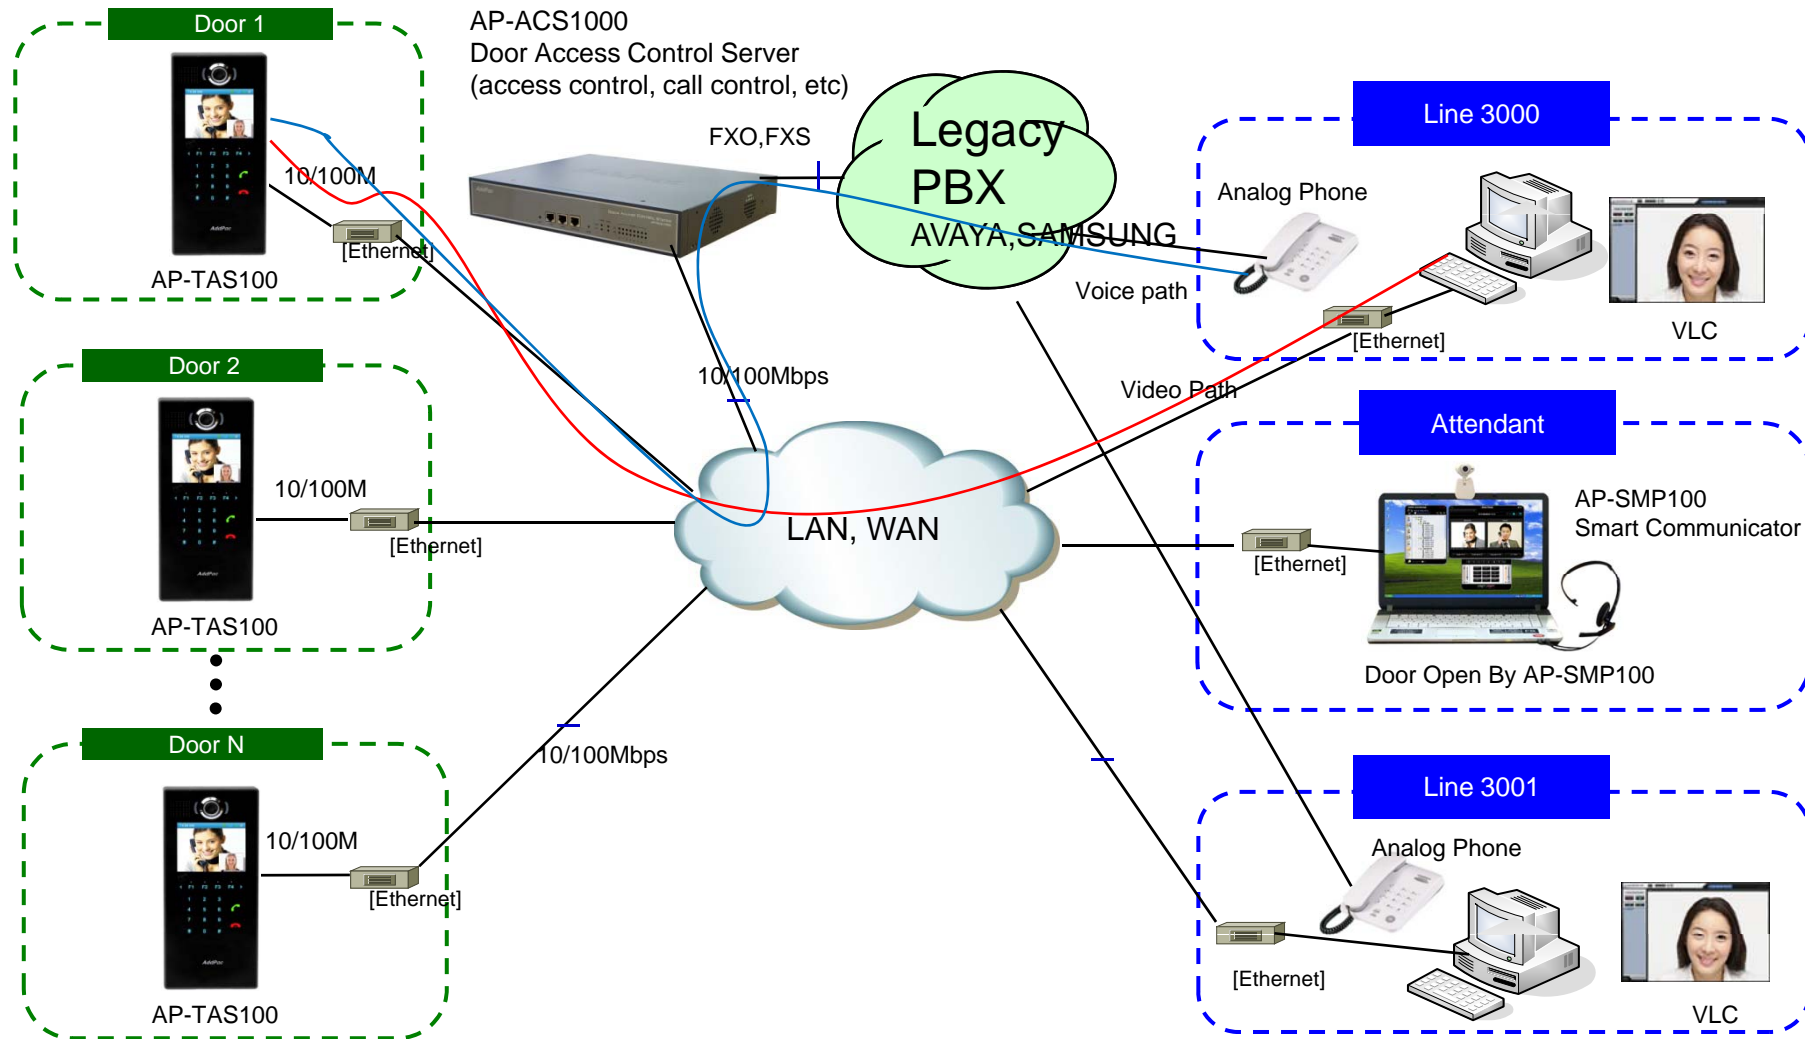 Door 1
AP-ACS1000
Door Access Control Server
(access control, call control, etc)
FXO,FXS
Legacy
PBX
AVAYA,SAMSUNG
Line 3000
Analog Phone
10/100M
[Ethernet]
AddPac
AP-TAS100
Voice path
[Ethernet]
VLC
Door 2
10/100Mbps
Video Path
Attendant
10/100M
[Ethernet]
AddPac
AP-TAS100
LAN, WAN
[Ethernet]
AP-SMP100
Smart Communicator
Door Open By AP-SMP100
Door N
10/100Mbps
10/100M
[Ethernet]
AddPac
AP-TAS100
Line 3001
Analog Phone
[Ethernet]
VLC